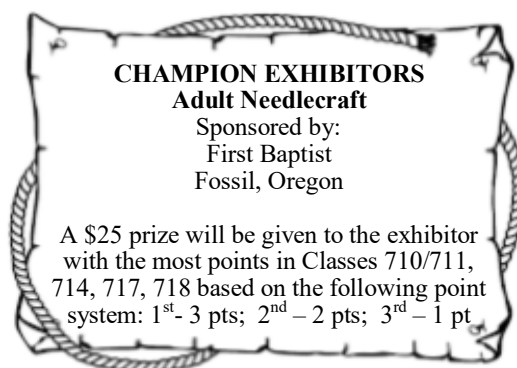 CHAMPION EXHIBITORS
Adult Needlecraft
Sponsored by:
First Baptist
Fossil, Oregon
A $25 prize will be given to the exhibitor
with the most points in Classes 710/711,
714, 717, 718 based on the following point
system: 1st- 3 pts;  2nd – 2 pts;  3rd – 1 pt